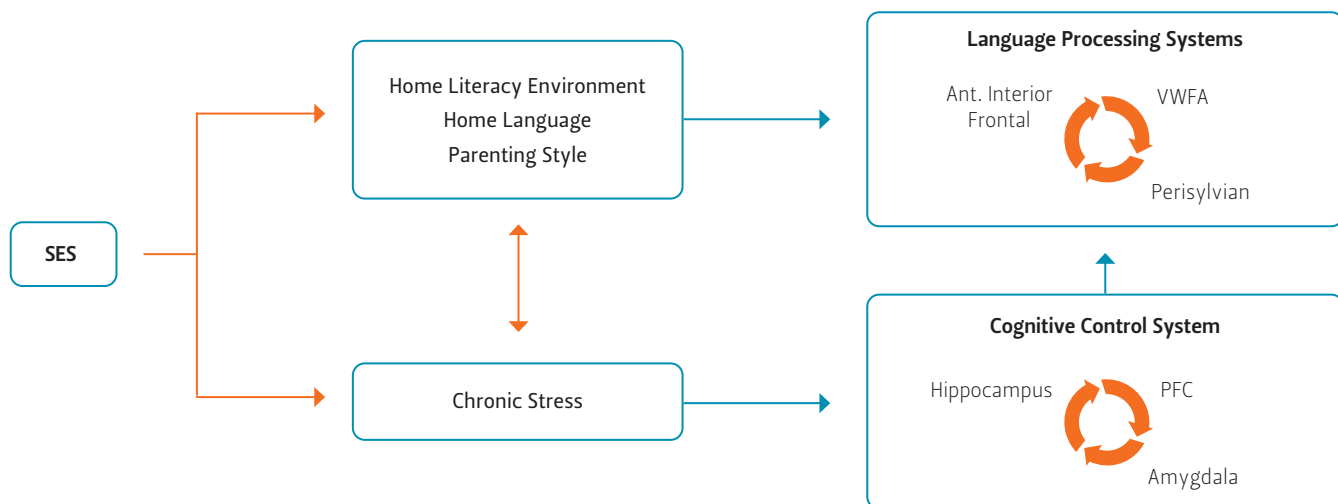 SES
Home Literacy Environment
Home Language
Parenting Style
Chronic Stress
Language Processing Systems
Ant. Interior
Frontal
VWFA
Perisylvian
Cognitive Control System
Hippocampus
PFC
Amygdala